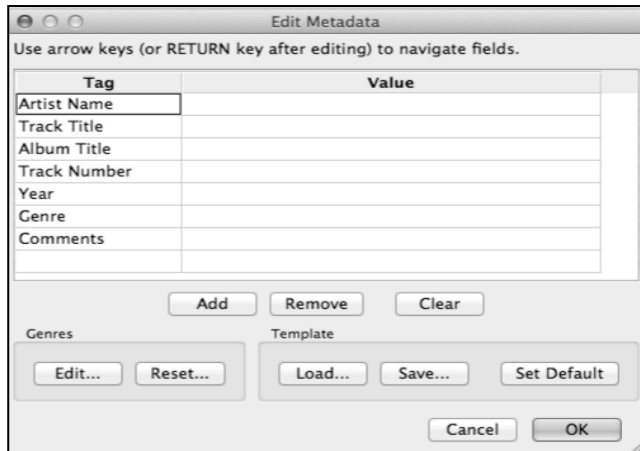 Edit Metadata
Use arrow keys (or RETURN key after editing) to navigate fields.
Tag Value
Artist Name
Track Title
Album Title
Track Number
Year
Genre
Comments
Add Remove Clear
Genres Template
Edit... Reset... Load... Save... Set Default
Cancel OK